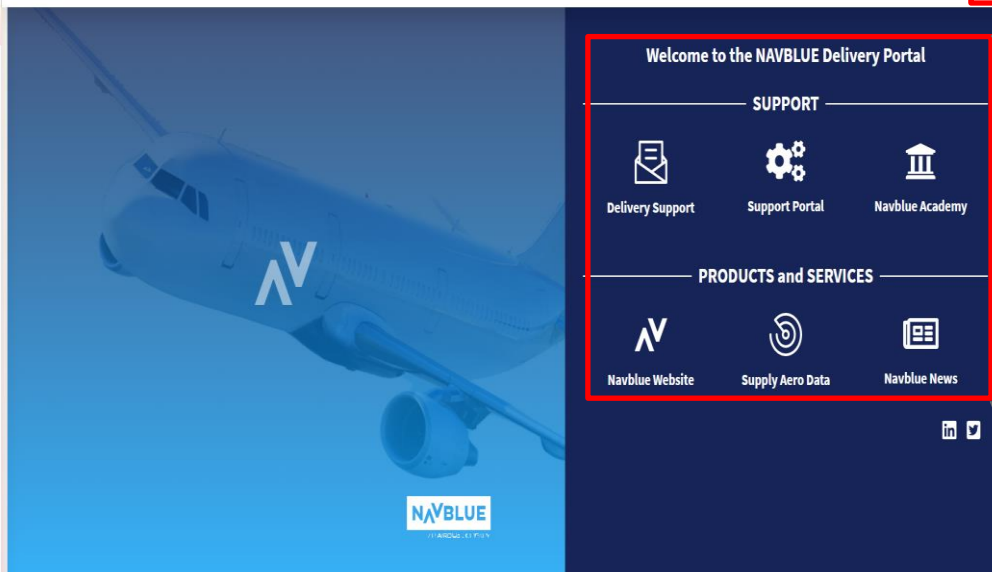 Welcome to the NAVBLUE Delivery Portal
SUPPORT
Delivery Support
Support Portal
Navblue Academy
PRODUCTS and SERVICES
Navblue Website
Supply Aero Data
Navblue News
in
NAVBLUE